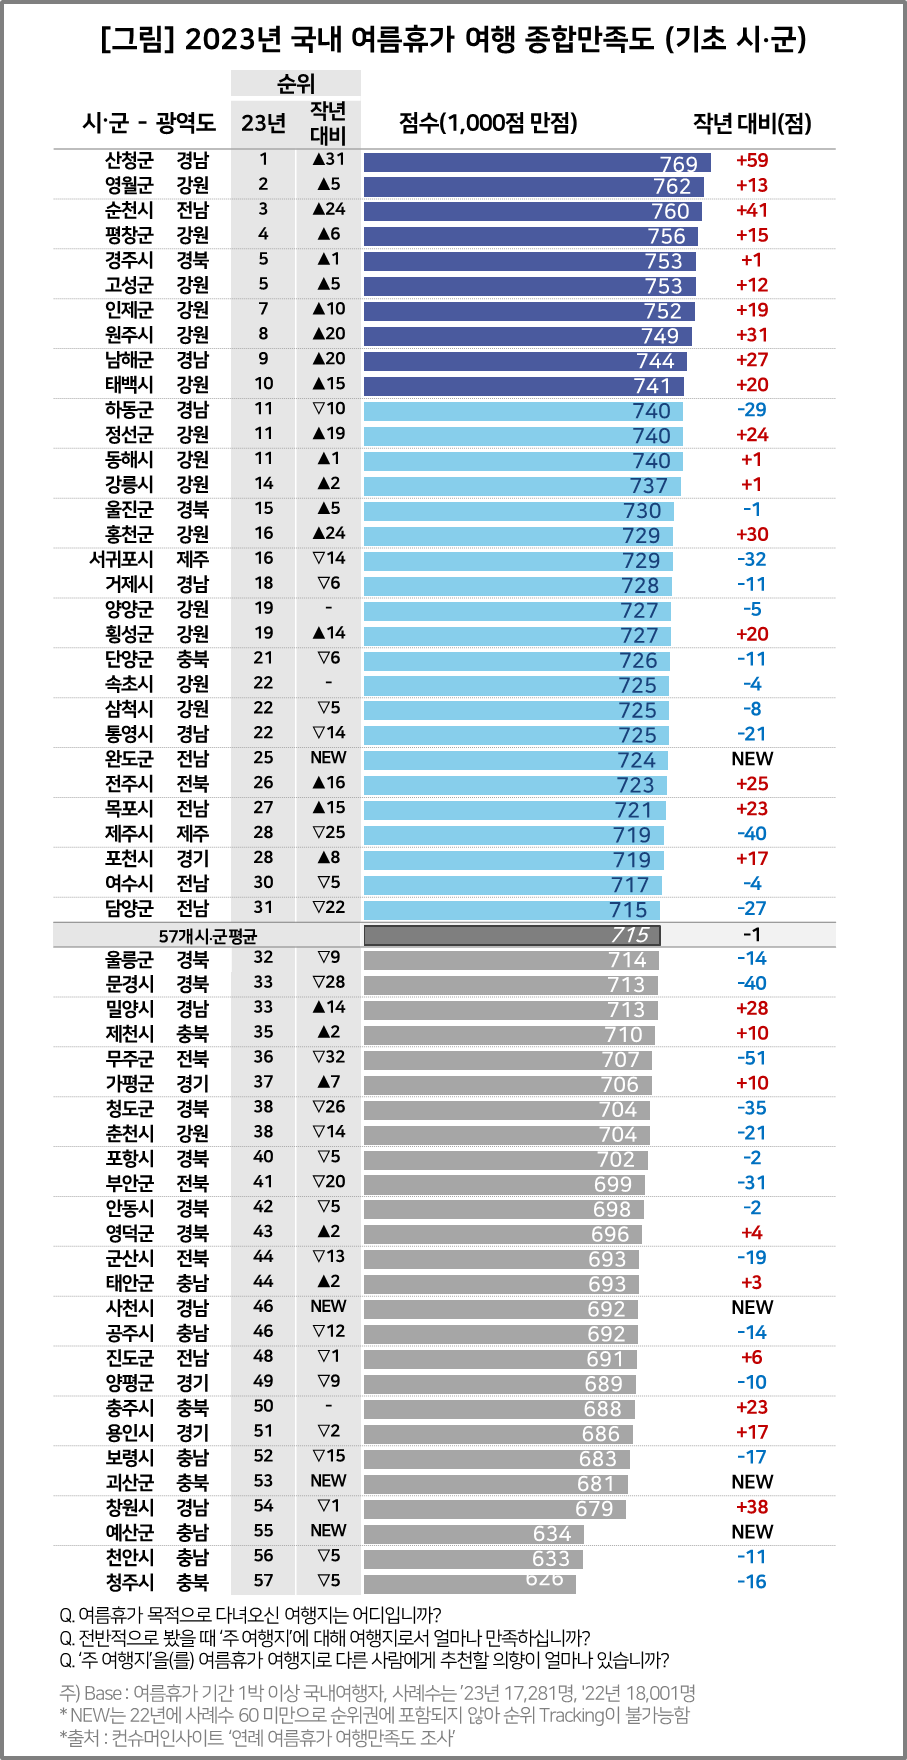 [그림] 2023년 국내 여름휴가 여행 종합만족도 (기초 시·군)
순위
시·군 - 광역도 23년 작년 대비 점수(1,000점 만점) 작년 대비(점)
산청군 경남 1 ▲31 769 +59
영월군 강원 2 ▲5 762 +13
순천시 전남 3 ▲24 760 +41
평창군 강원 4 ▲6 756 +15
경주시 경북 5 ▲1 753 +1
고성군 강원 5 ▲5 753 +12
인제군 강원 7 ▲10 752 +19
원주시 강원 8 ▲20 749 +31
남해군 경남 9 ▲20 744 +27
태백시 강원 10 ▲15 741 +20
하동군 경남 11 ▽10 740 -29
정선군 강원 11 ▲19 740 +24
동해시 강원 11 ▲1 740 +1
강릉시 강원 14 ▲2 737 +1
울진군 경북 15 ▲5 730 -1
홍천군 강원 16 ▲24 729 +30
서귀포시 제주 16 ▽14 729 -32
거제시 경남 18 ▽6 728 -11
양양군 강원 19 - 727 -5
횡성군 강원 19 ▲14 727 +20
단양군 충북 21 ▽6 726 -11
속초시 강원 22 - 725 -4
삼척시 강원 22 ▽5 725 -8
통영시 경남 22 ▽14 725 -21
완도군 전남 25 NEW 724 NEW
전주시 전북 26 ▲16 723 +25
목포시 전남 27 ▲15 721 +23
제주시 제주 28 ▽25 719 -40
포천시 경기 28 ▲8 719 +17
여수시 전남 30 ▽5 717 -4
담양군 전남 31 ▽22 715 -27
57개시.군평균 715 -1
울릉군 경북 32 ▽9 714 -14
문경시 경북 33 ▽28 713 -40
밀양시 경남 33 ▲14 713 +28
제천시 충북 35 ▲2 710 +10
무주군 전북 36 ▽32 707 -51
가평군 경기 37 ▲7 706 +10
청도군 경북 38 ▽26 704 -35
춘천시 강원 38 ▽14 704 -21
포항시 경북 40 ▽5 702 -2
부안군 전북 41 ▽20 699 -31
안동시 경북 42 ▽5 698 -2
영덕군 경북 43 ▲2 696 +4
군산시 전북 44 ▽13 693 -19
태안군 충남 44 ▲2 693 +3
사천시 경남 46 NEW 692 NEW
공주시 충남 46 ▽12 692 -14
진도군 전남 48 ▽1 691 +6
양평군 경기 49 ▽9 689 -10
충주시 충북 50 - 688 +23
용인시 경기 51 ▽2 686 +17
보령시 충남 52 ▽15 683 -17
괴산군 충북 53 NEW 681 NEW
창원시 경남 54 ▽1 679 +38
예산군 충남 55 NEW 634 NEW
천안시 충남 56 ▽5 633 -11
청주시 충북 57 ▽5 626 -16
Q. 여름휴가 목적으로 다녀오신 여행지는 어디입니까?
Q. 전반적으로 봤을 때 ‘주 여행지’에 대해 여행지로서 얼마나 만족하십니까?
Q. ‘주 여행지’을(를) 여름휴가 여행지로 다른 사람에게 추천할 의향이 얼마나 있습니까?
주) Base : 여름휴가 기간 1박 이상 국내여행자, 사례수는 ’23년 17,281명, '22년 18,001명
* NEW는 22년에 사례수 60 미만으로 순위권에 포함되지 않아 순위 Tracking이 불가능함
*출처 : 컨슈머인사이트 ‘연례 여름휴가 여행만족도 조사’